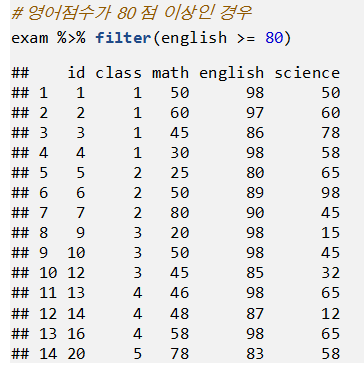 # 영어점수가 80 점 이상인 경우
exam %>% filter(english >= 80)
##    id class math english science
## 1   1     1   50      98      50
## 2   2     1   60      97      60
## 3   3     1   45      86      78
## 4   4     1   30      98      58
## 5   5     2   25      80      65
## 6   6     2   50      89      98
## 7   7     2   80      90      45
## 8   9     3   20      98      15
## 9  10     3   50      98      45
## 10 12     3   45      85      32
## 11 13     4   46      98      65
## 12 14     4   48      87      12
## 13 16     4   58      98      65
## 14 20     5   78      83      58